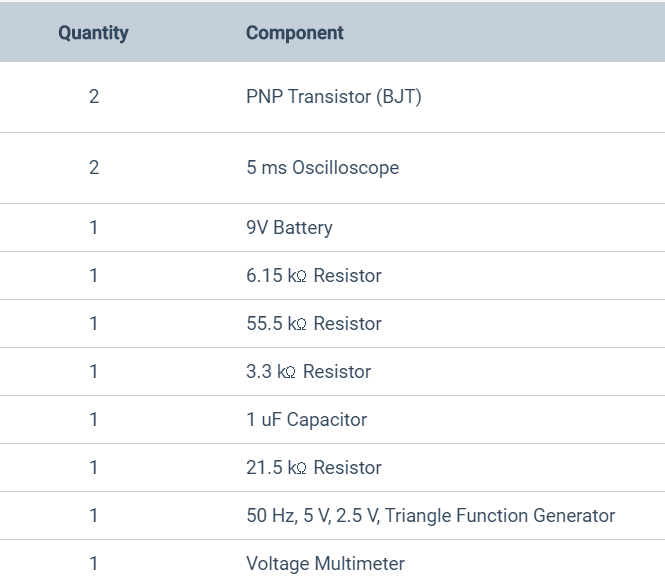 Quantity Component
2 PNP Transistor (BJT)
2 5 ms Oscilloscope
1 9V Battery
1 6.15 kΩ Resistor
1 55.5 kΩ Resistor
1 3.3 kΩ Resistor
1 1 uF Capacitor
1 21.5 kΩ Resistor
1 50 Hz, 5 V, 2.5 V, Triangle Function Generator
1 Voltage Multimeter